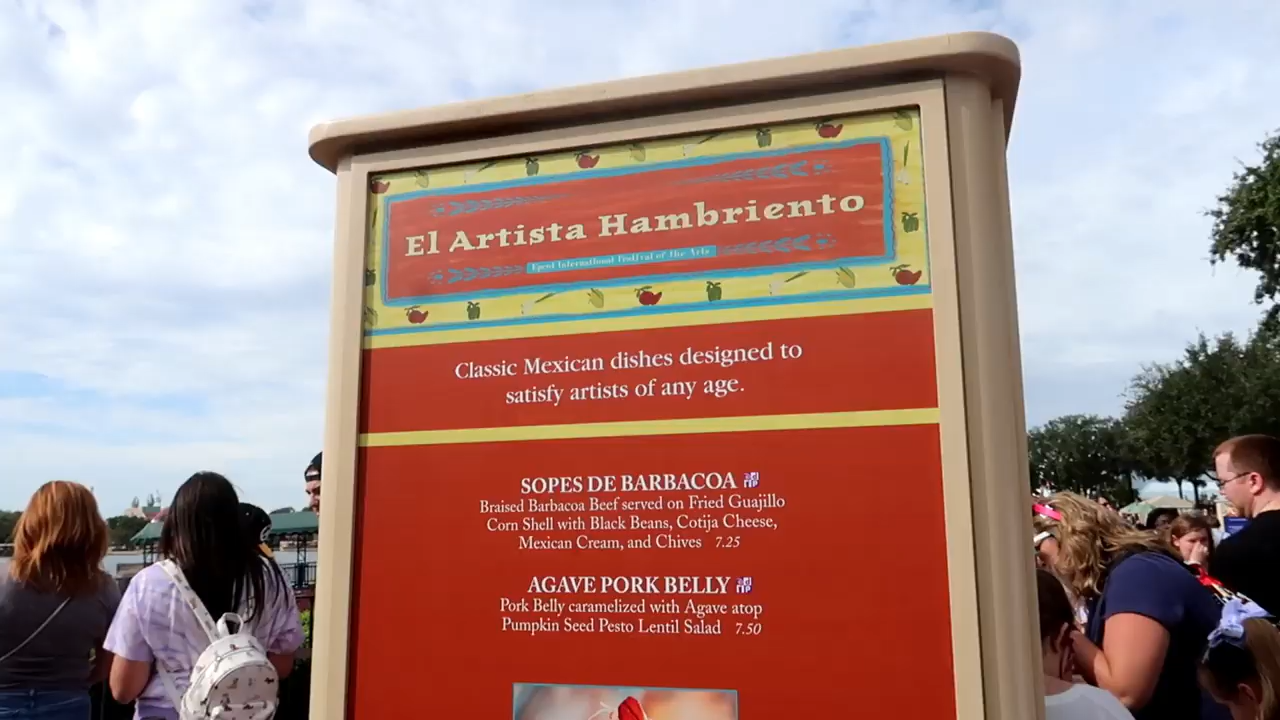 El Artista Hambriento
Epcot International Festival of the Arts
Classic Mexican dishes designed to
satisfy artists of any age.
SOPES DE BARBACOA
Braised Barbacoa Beef served on Fried Guajillo
Corn Shell with Black Beans, Cotija Cheese,
Mexican Cream, and Chives 7.25
AGAVE PORK BELLY
Pork Belly caramelized with Agave atop
Pumpkin Seed Pesto Lentil Salad 7.50